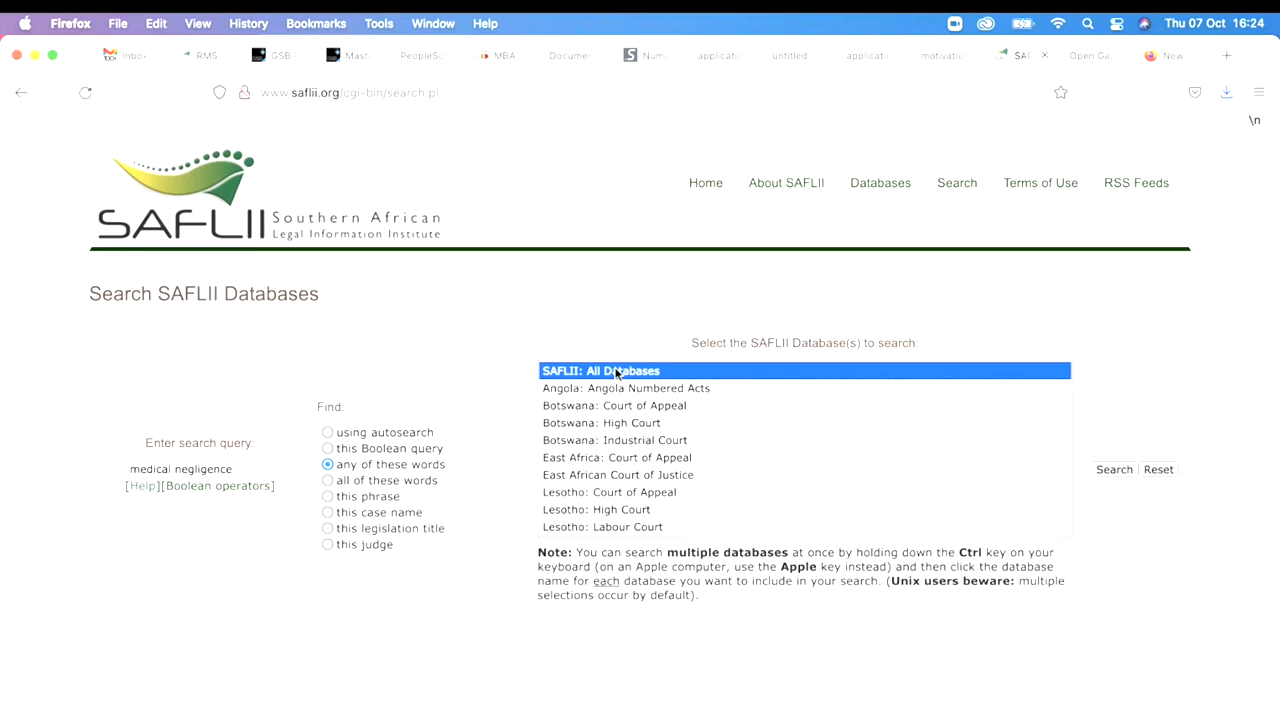 Firefox File Edit View History Bookmarks Tools Window Help Thu 07 Oct 16:24
Inbox RMS GSB Mast PeopleSo MBA Docume Num applicati untitled applicati motivati SAF × Open Ga New +
www.saflii.org/cgi-bin/search.pl
\n
SAFLII Southern African
Legal Information Institute
Home About SAFLII Databases Search Terms of Use RSS Feeds
Search SAFLII Databases
Select the SAFLII Database(s) to search:
Enter search query:
medical negligence
[Help][Boolean operators]
Find:
using autosearch
this Boolean query
any of these words
all of these words
this phrase
this case name
this legislation title
this judge
SAFLII: All Databases
Angola: Angola Numbered Acts
Botswana: Court of Appeal
Botswana: High Court
Botswana: Industrial Court
East Africa: Court of Appeal
East African Court of Justice
Lesotho: Court of Appeal
Lesotho: High Court
Lesotho: Labour Court
Search Reset
Note: You can search multiple databases at once by holding down the Ctrl key on your
keyboard (on an Apple computer, use the Apple key instead) and then click the database
name for each database you want to include in your search. (Unix users beware: multiple
selections occur by default).